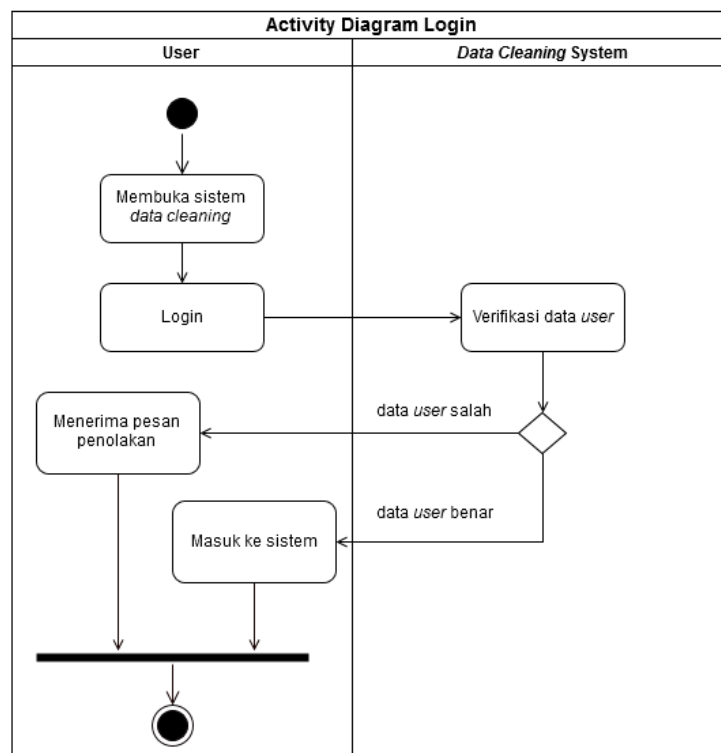 Activity Diagram Login
User
Data Cleaning System
Membuka sistem
data cleaning
Login
Verifikasi data user
Menerima pesan
penolakan
data user salah
data user benar
Masuk ke sistem